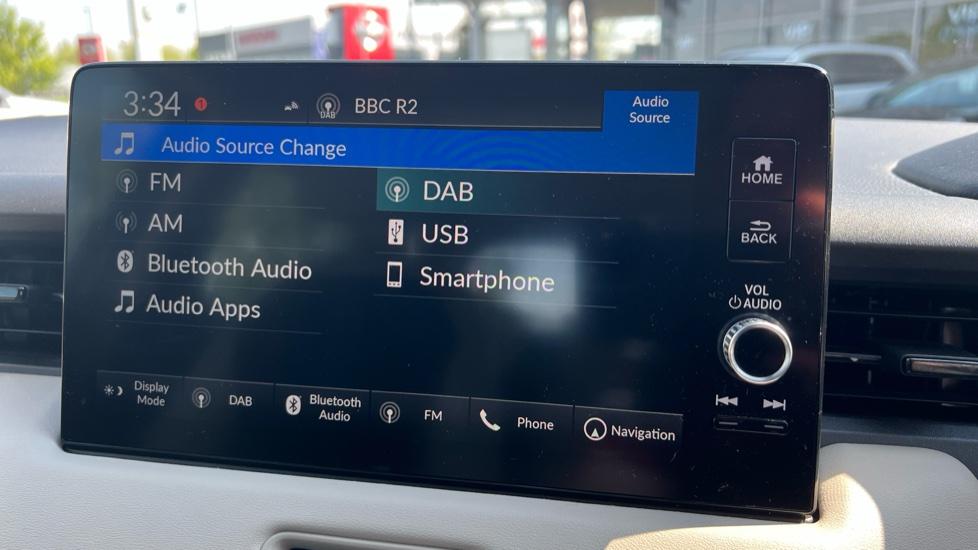 3:34
1
DAB
BBC R2
Audio
Source
Audio Source Change
FM
DAB
AM
USB
Bluetooth Audio
Smartphone
Audio Apps
Display
Mode
DAB
Bluetooth
Audio
FM
Phone
Navigation
HOME
BACK
VOL
AUDIO